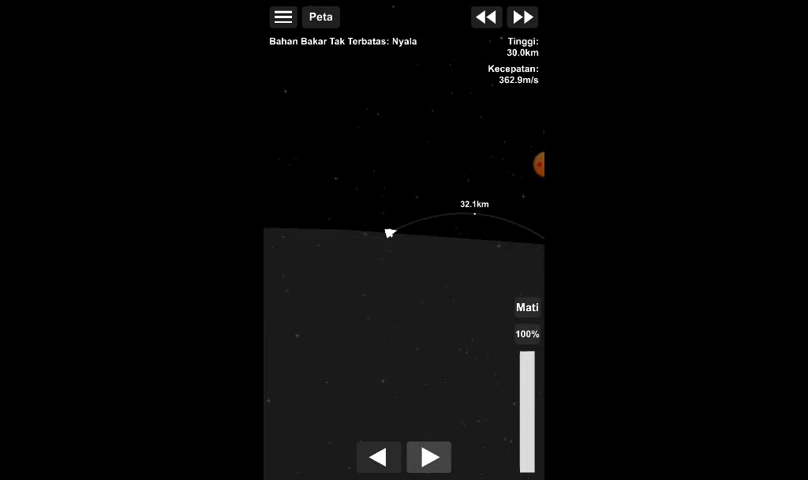 Peta
Bahan Bakar Tak Terbatas: Nyala
Tinggi:
30.0km
Kecepatan:
362.9m/s
32.1km
Mati
100%